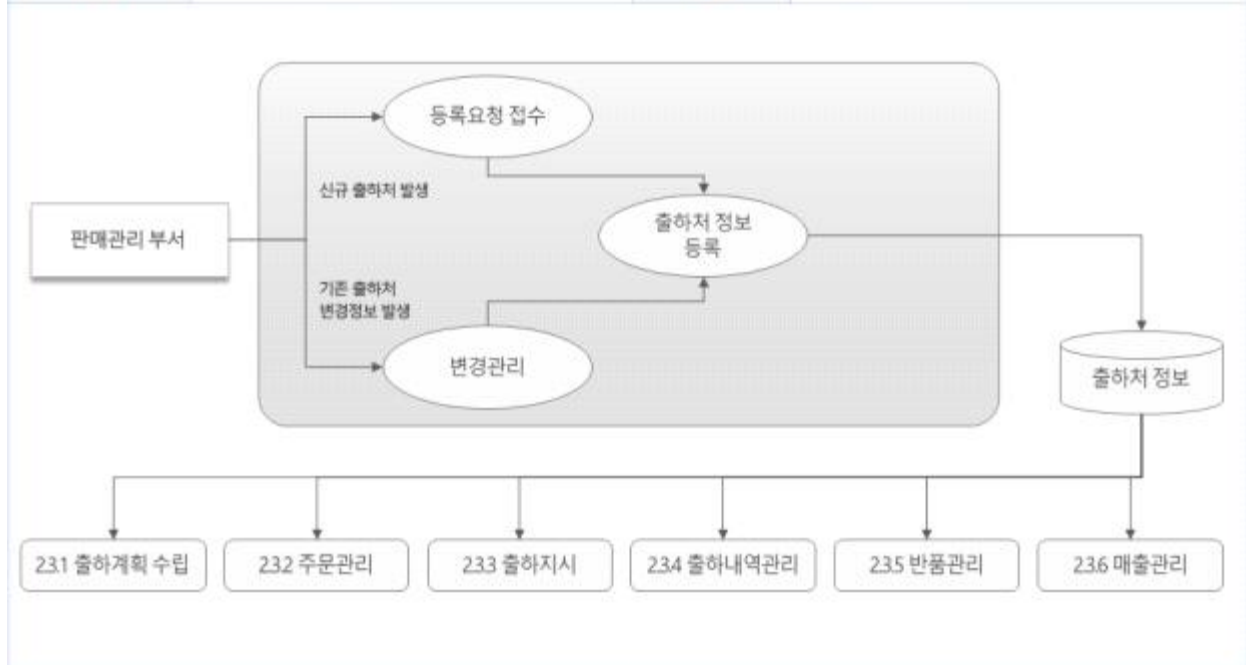 등록요청 접수
신규 출하처 발생
판매관리 부서
출하처 정보
등록
기존 출하처
변경정보 발생
변경관리
출하처 정보
2.3.1 출하계획 수립
2.3.2 주문관리
2.3.3 출하지시
2.3.4 출하내역관리
2.3.5 반품관리
2.3.6 매출관리